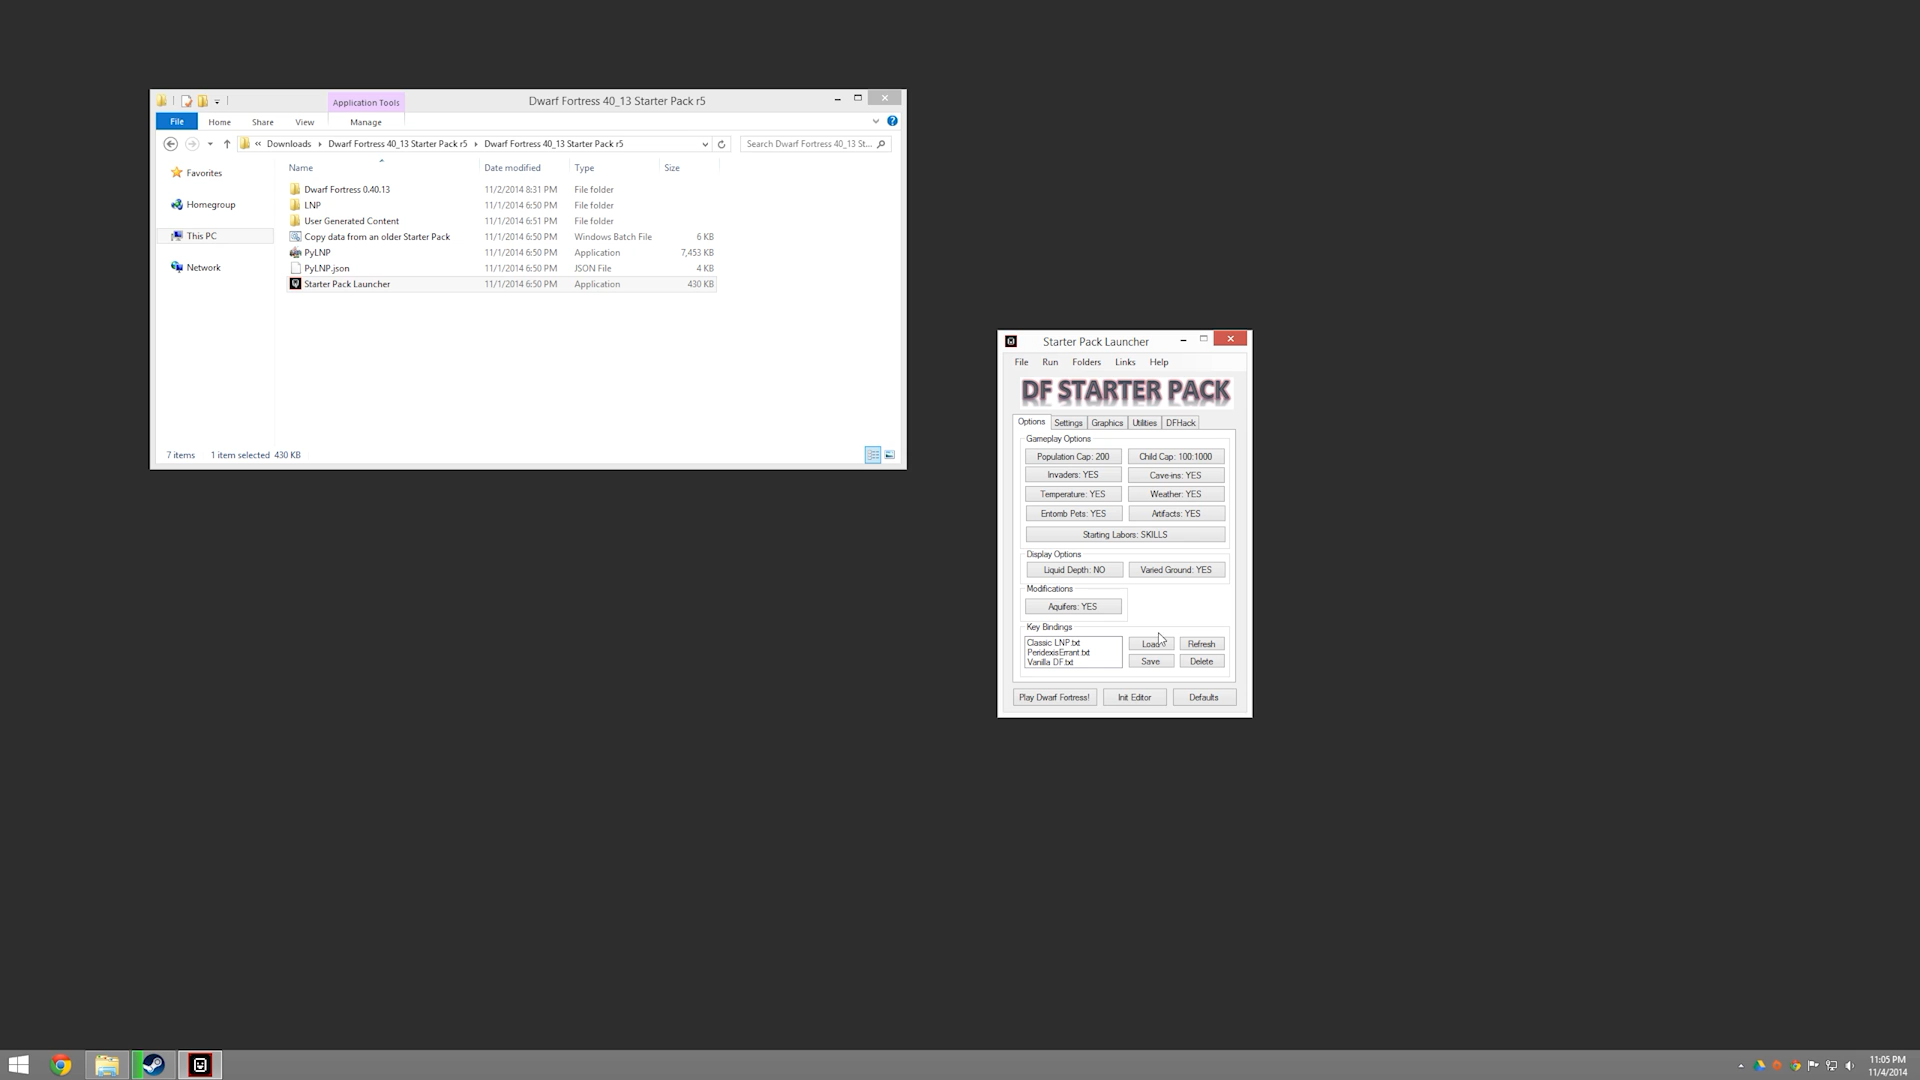 Application Tools
Dwarf Fortress 40_13 Starter Pack r5
File
Home
Share
View
Manage
« Downloads
Dwarf Fortress 40_13 Starter Pack r5
Dwarf Fortress 40_13 Starter Pack r5
Search Dwarf Fortress 40_13 St...
Name
Date modified
Type
Size
Favorites
Homegroup
This PC
Network
Dwarf Fortress 0.40.13 11/2/2014 8:31 PM File folder
LNP 11/1/2014 6:50 PM File folder
User Generated Content 11/1/2014 6:51 PM File folder
Copy data from an older Starter Pack 11/1/2014 6:50 PM Windows Batch File 6 KB
PyLNP 11/1/2014 6:50 PM Application 7,453 KB
PyLNP.json 11/1/2014 6:50 PM JSON File 4 KB
Starter Pack Launcher 11/1/2014 6:50 PM Application 430 KB
7 items 1 item selected 430 KB
Starter Pack Launcher
File Run Folders Links Help
DF STARTER PACK
Options Settings Graphics Utilities DFHack
Gameplay Options
Population Cap: 200 Child Cap: 100:1000
Invaders: YES Cave-ins: YES
Temperature: YES Weather: YES
Entomb Pets: YES Artifacts: YES
Starting Labors: SKILLS
Display Options
Liquid Depth: NO Varied Ground: YES
Modifications
Aquifers: YES
Key Bindings
Classic LNP.txt
PeridexisErrant.txt
Vanilla DF.txt
Load Refresh
Save Delete
Play Dwarf Fortress! Init Editor Defaults
11:05 PM
11/4/2014